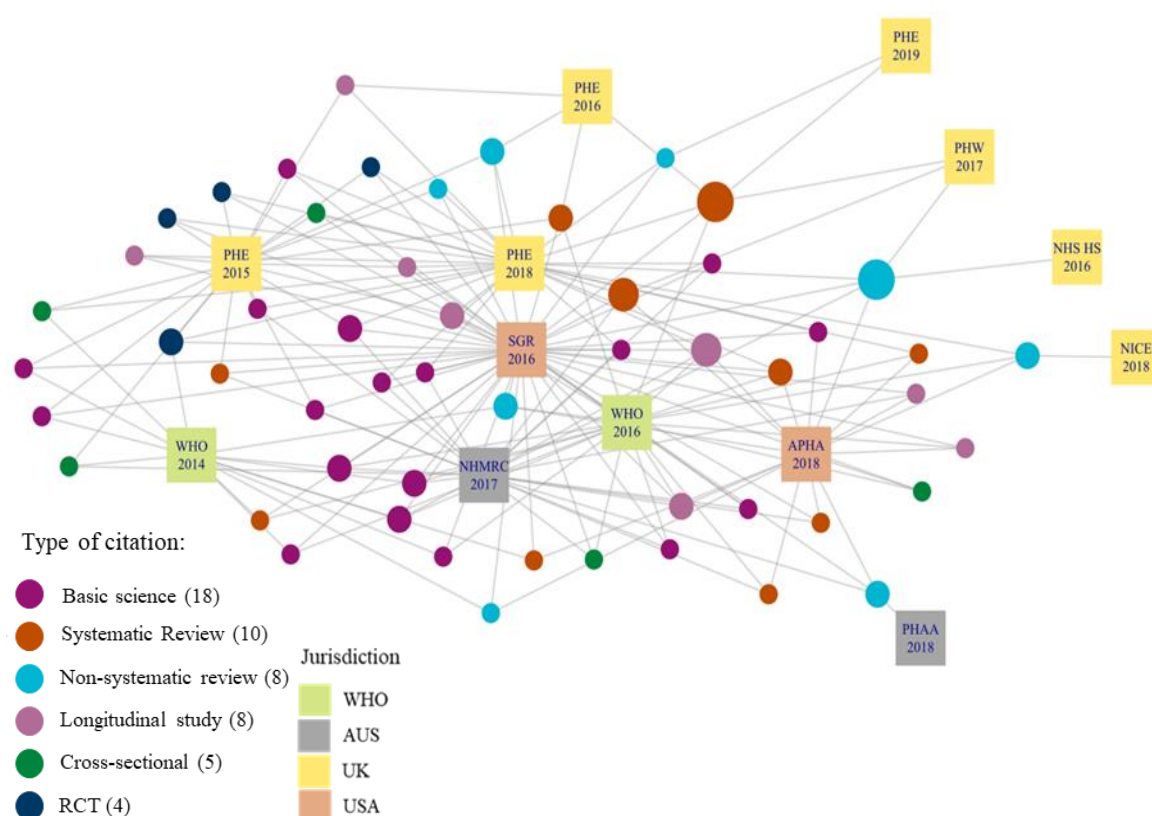 PHE
2019
PHE
2016
PHW
2017
NHS HS
2016
PHE
2015
PHE
2018
SGR
2016
NICE
2018
WHO
2016
WHO
2014
NHMRC
2017
APHA
2018
PHAA
2018
Type of citation:
Basic science (18)
Systematic Review (10)
Non-systematic review (8)
Longitudinal study (8)
Cross-sectional (5)
RCT (4)
Jurisdiction
WHO
AUS
UK
USA